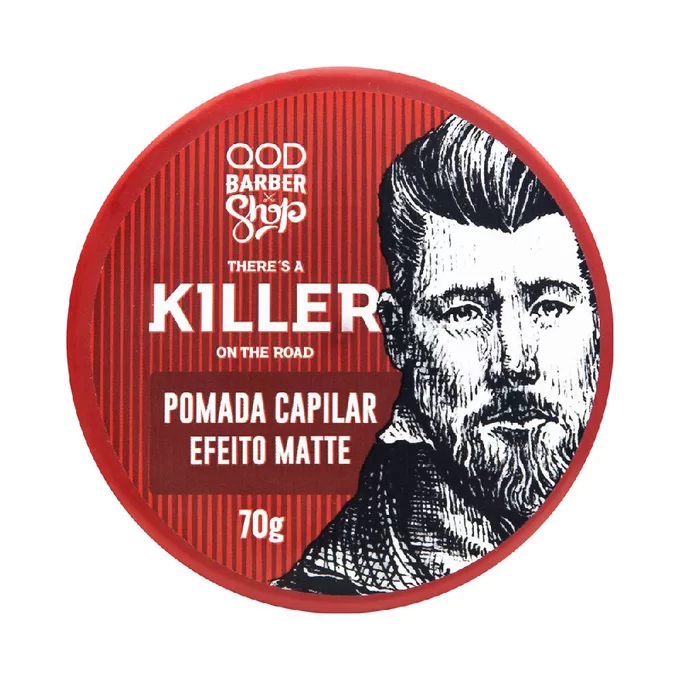 QOD
BARBER
Shop
THERE´S A
KILLER
ON THE ROAD
POMADA CAPILAR
EFEITO MATTE
70g